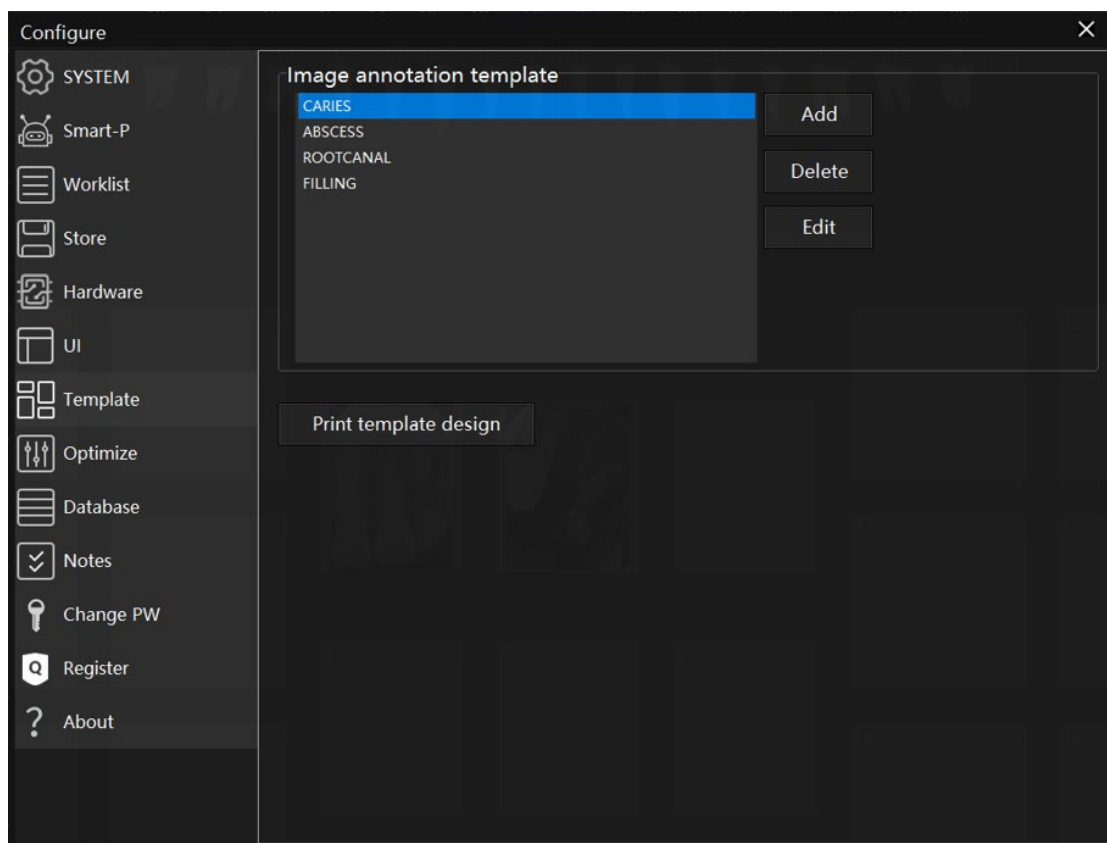 Configure
SYSTEM
Smart-P
Worklist
Store
Hardware
UI
Template
Optimize
Database
Notes
Change PW
Q
Register
?
About
Image annotation template
CARIES
ABSCESS
ROOTCANAL
FILLING
Add
Delete
Edit
Print template design